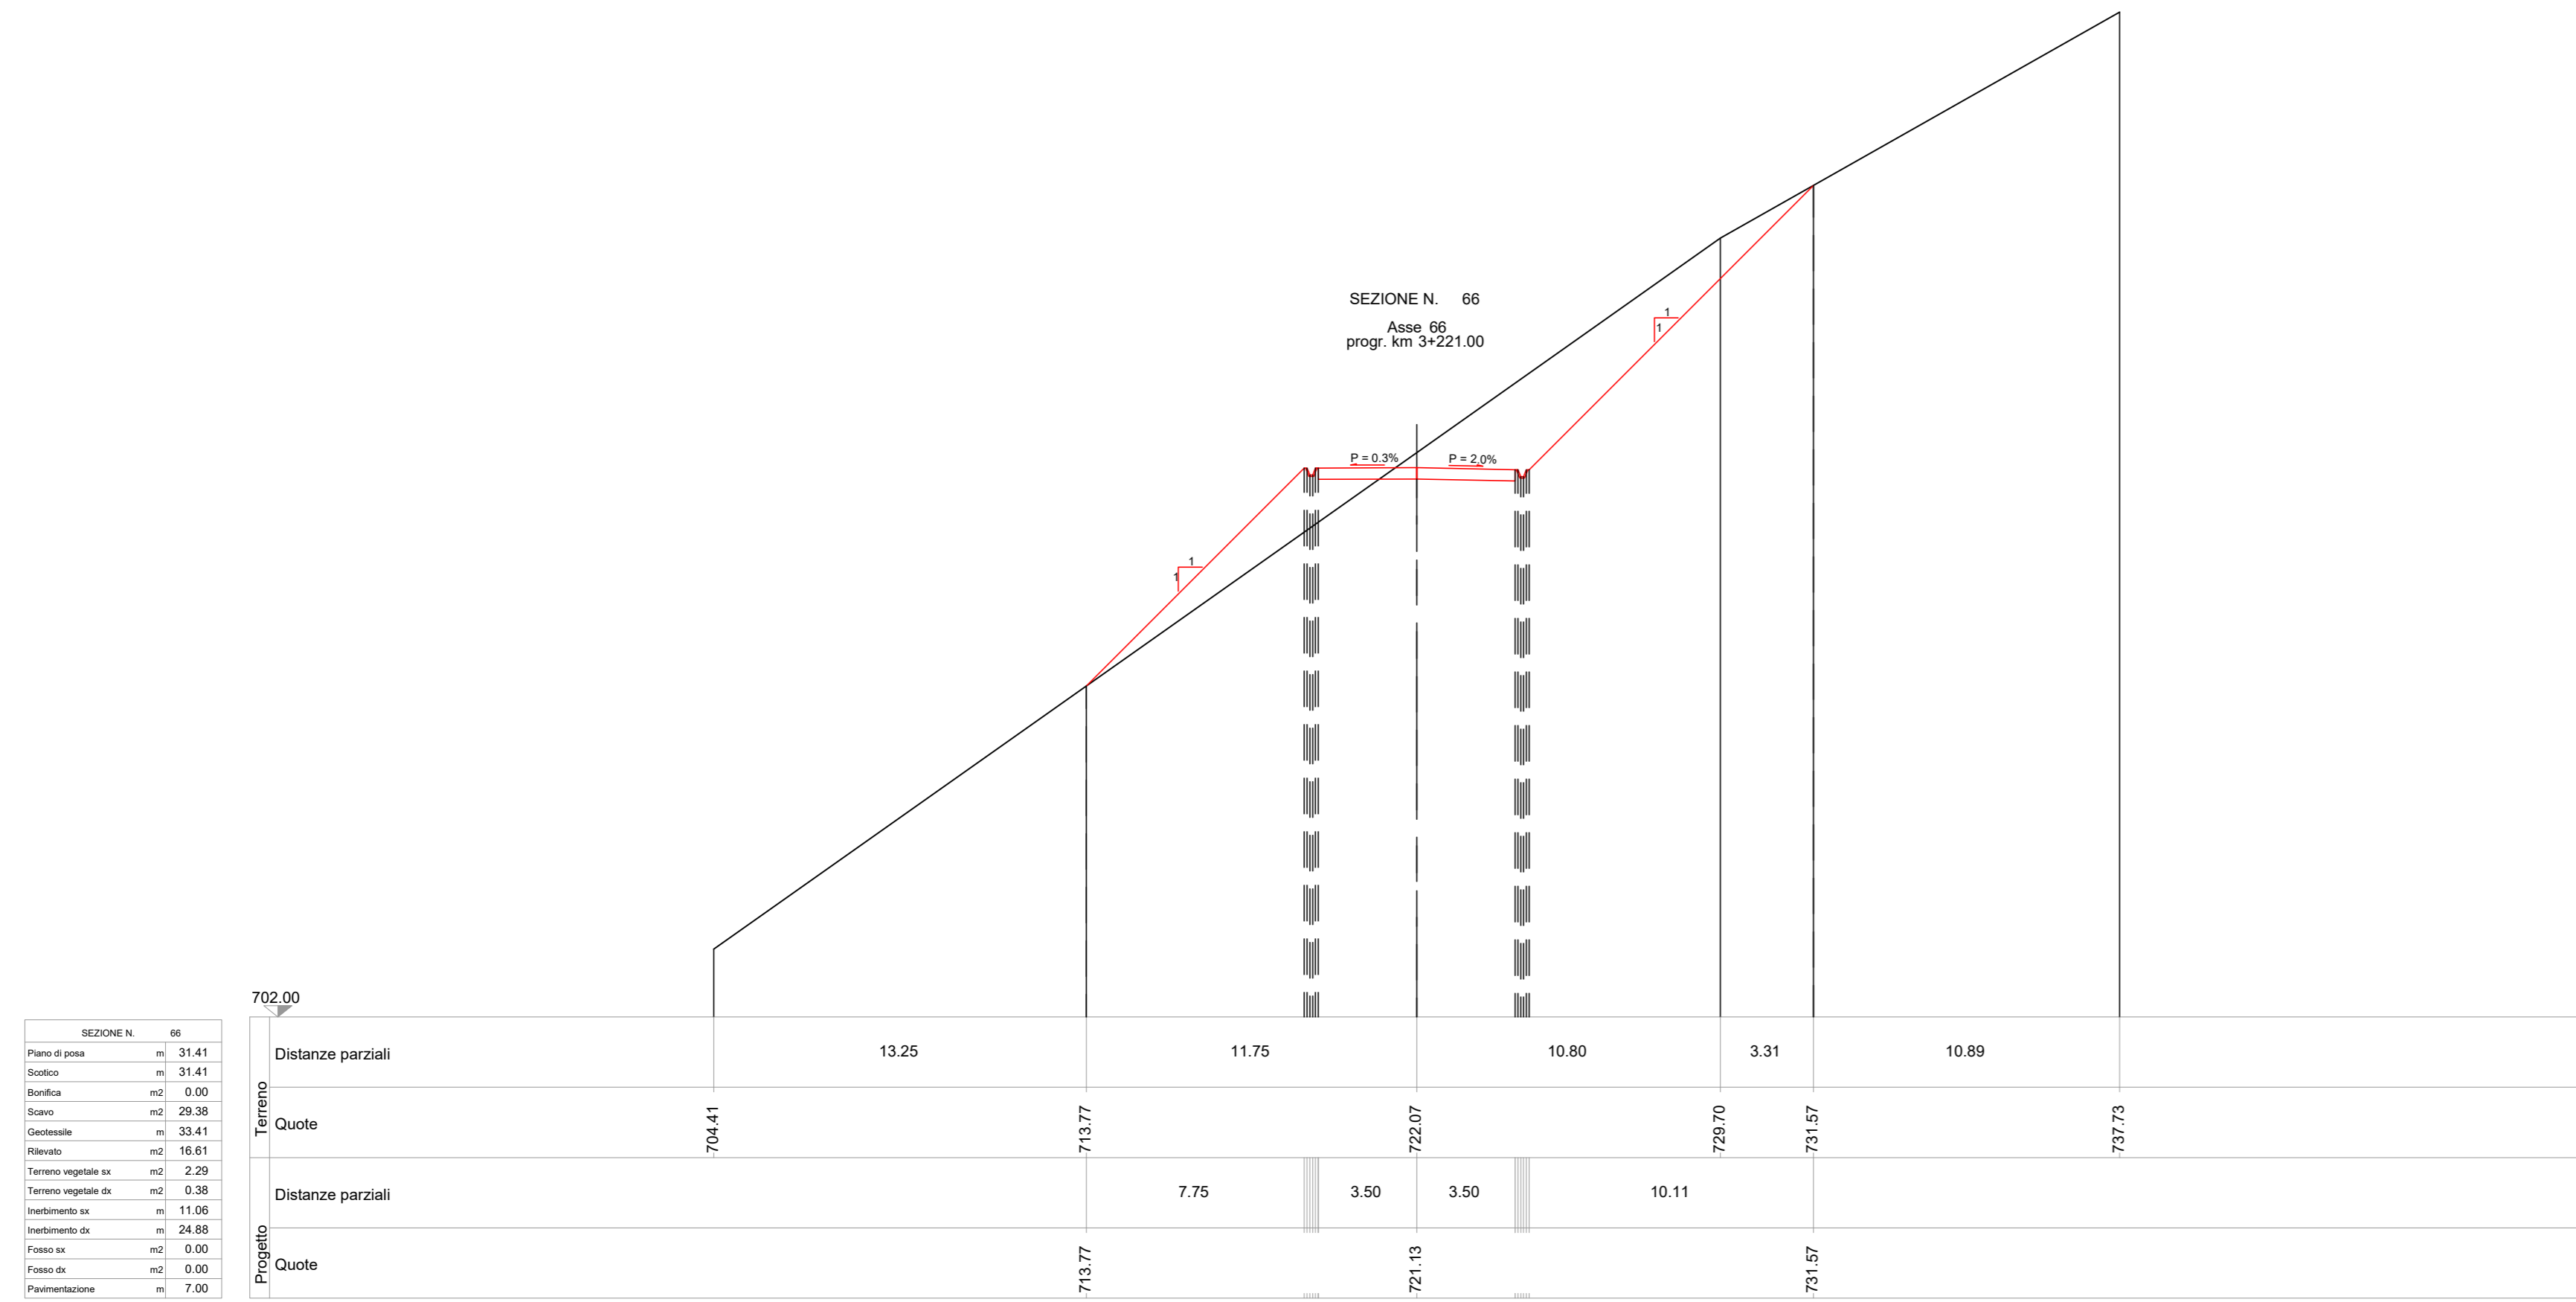 SEZIONE N. 66
Asse 66
progr. km 3+221.00
1
1
P = 0.3%
P = 2.0%
1
1
702.00
SEZIONE N. 66
Piano di posa m 31.41
Scotico m 31.41
Bonifica m2 0.00
Scavo m2 29.38
Geotessile m 33.41
Rilevato m2 16.61
Terreno vegetale sx m2 2.29
Terreno vegetale dx m2 0.38
Inerbimento sx m 11.06
Inerbimento dx m 24.88
Fosso sx m2 0.00
Fosso dx m2 0.00
Pavimentazione m 7.00
Terreno
Distanze parziali 13.25 11.75 10.80 3.31 10.89
Quote 704.41 713.77 722.07 729.70 731.57 737.73
Progetto
Distanze parziali 7.75 3.50 3.50 10.11
Quote 713.77 721.13 731.57